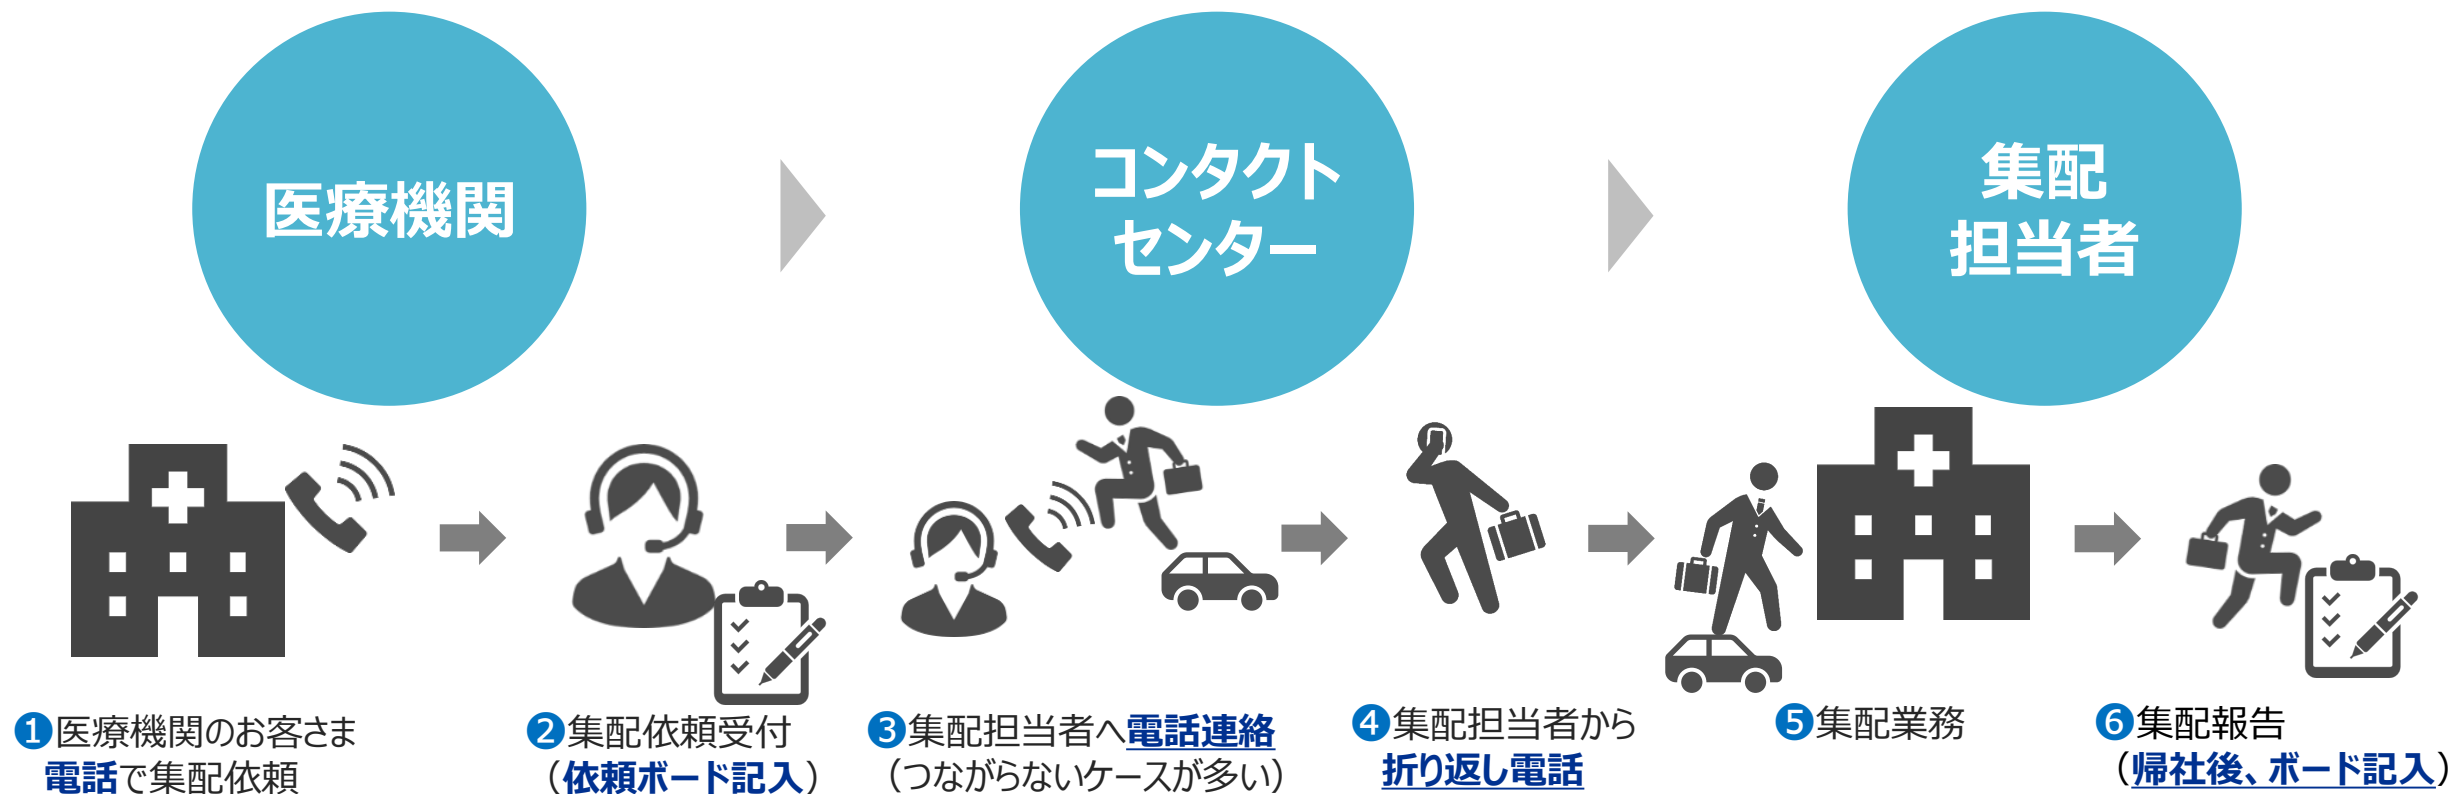 医療機関
コンタクト
センター
集配
担当者
❶医療機関のお客さま
電話で集配依頼
❷集配依頼受付
（依頼ボード記入）
❸集配担当者へ電話連絡
（つながらないケースが多い）
❹集配担当者から
折り返し電話
❺集配業務
❻集配報告
（帰社後、ボード記入）